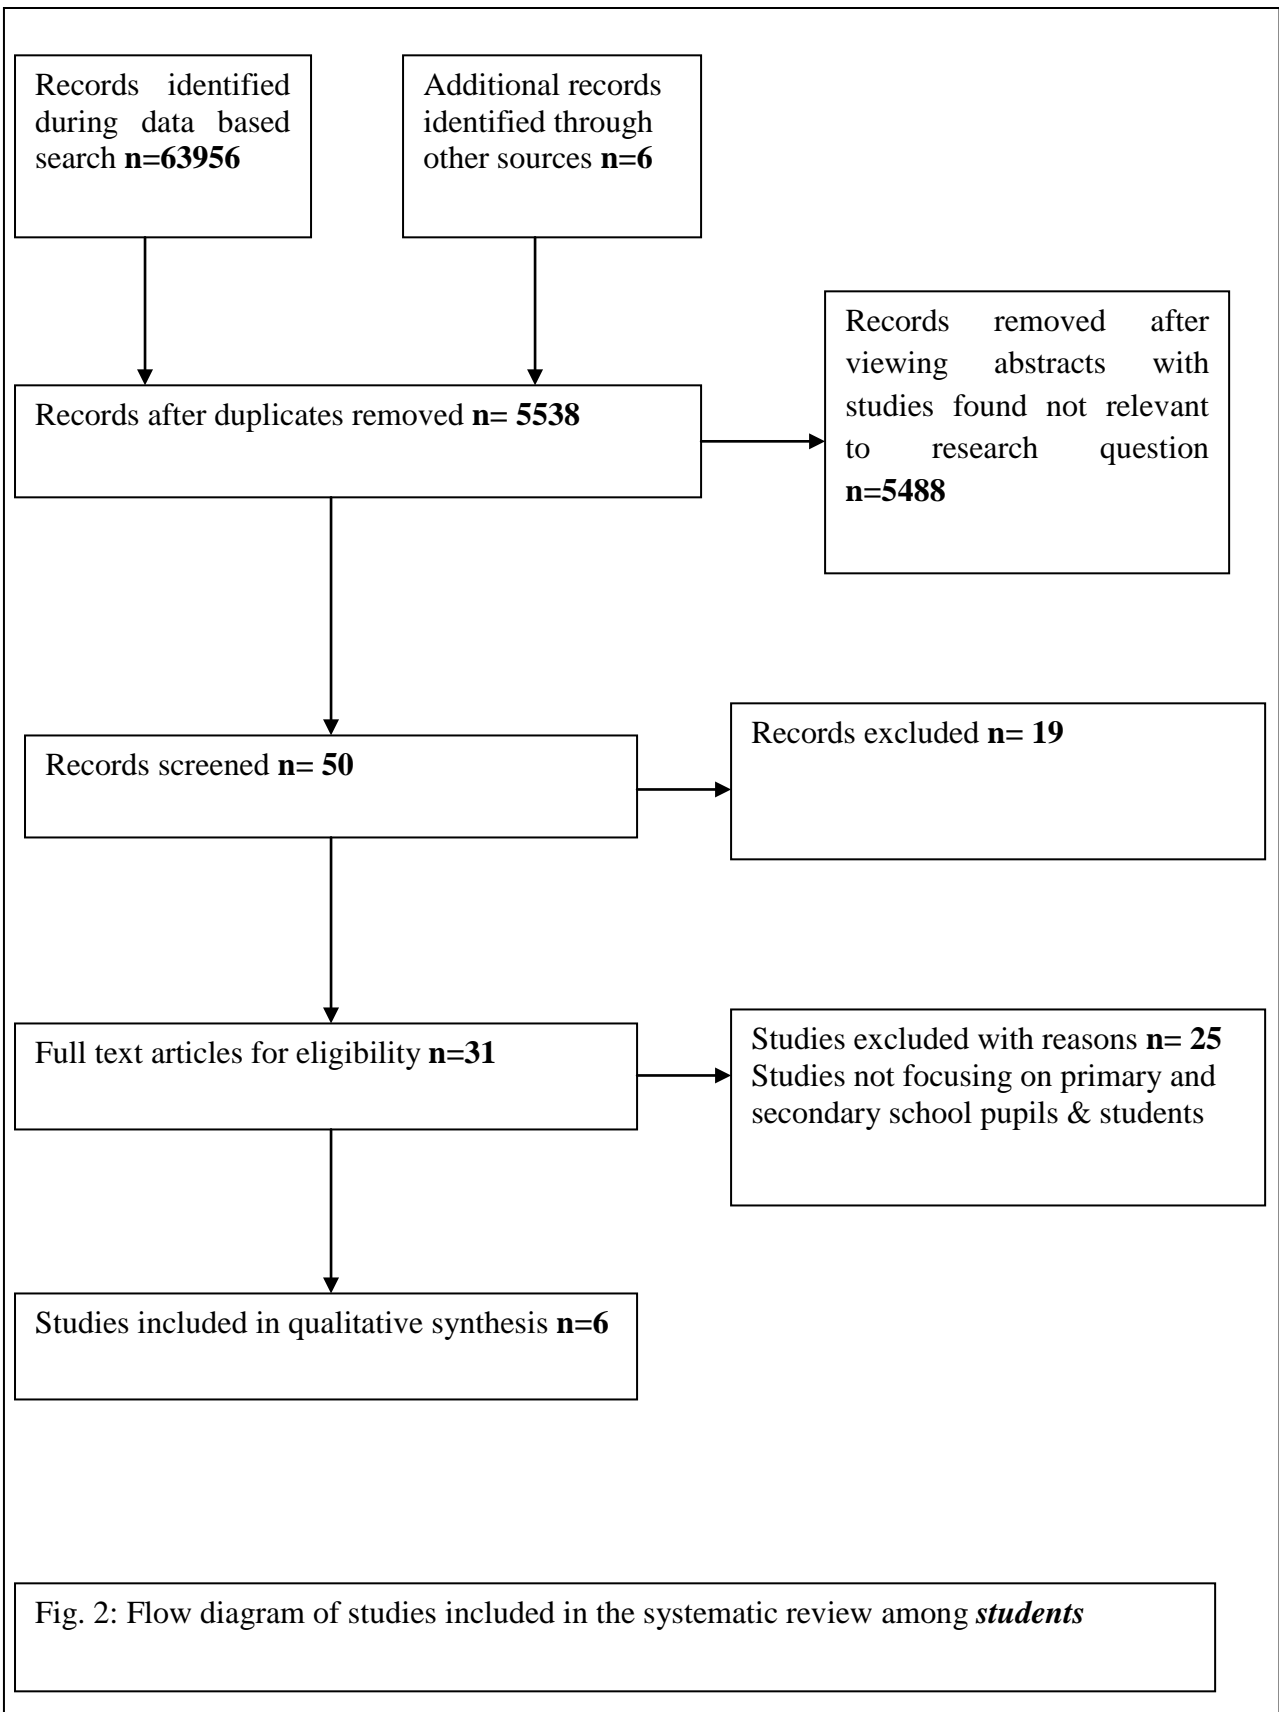 Records identified
during data based
search n=63956
Additional records
identified through
other sources n=6
Records removed after
viewing abstracts with
studies found not relevant
to research question
n=5488
Records after duplicates removed n= 5538
Records screened n= 50
Records excluded n= 19
Full text articles for eligibility n=31
Studies excluded with reasons n= 25
Studies not focusing on primary and
secondary school pupils & students
Studies included in qualitative synthesis n=6
Fig. 2: Flow diagram of studies included in the systematic review among students